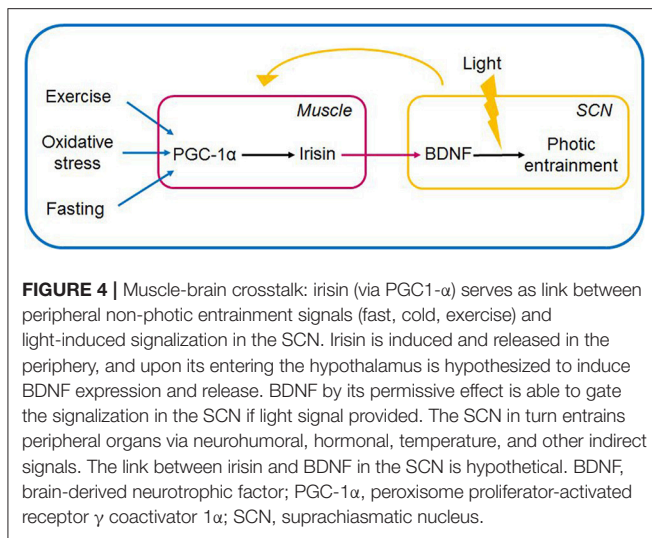 Light
Muscle
SCN
Exercise
Oxidative
stress
PGC-1α
Irisin
BDNF
Photic
entrainment
Fasting
FIGURE 4 | Muscle-brain crosstalk: irisin (via PGC1-α) serves as link between
peripheral non-photic entrainment signals (fast, cold, exercise) and
light-induced signalization in the SCN. Irisin is induced and released in the
periphery, and upon its entering the hypothalamus is hypothesized to induce
BDNF expression and release. BDNF by its permissive effect is able to gate
the signalization in the SCN if light signal provided. The SCN in turn entrains
peripheral organs via neurohumoral, hormonal, temperature, and other indirect
signals. The link between irisin and BDNF in the SCN is hypothetical. BDNF,
brain-derived neurotrophic factor; PGC-1α, peroxisome proliferator-activated
receptor γ coactivator 1α; SCN, suprachiasmatic nucleus.